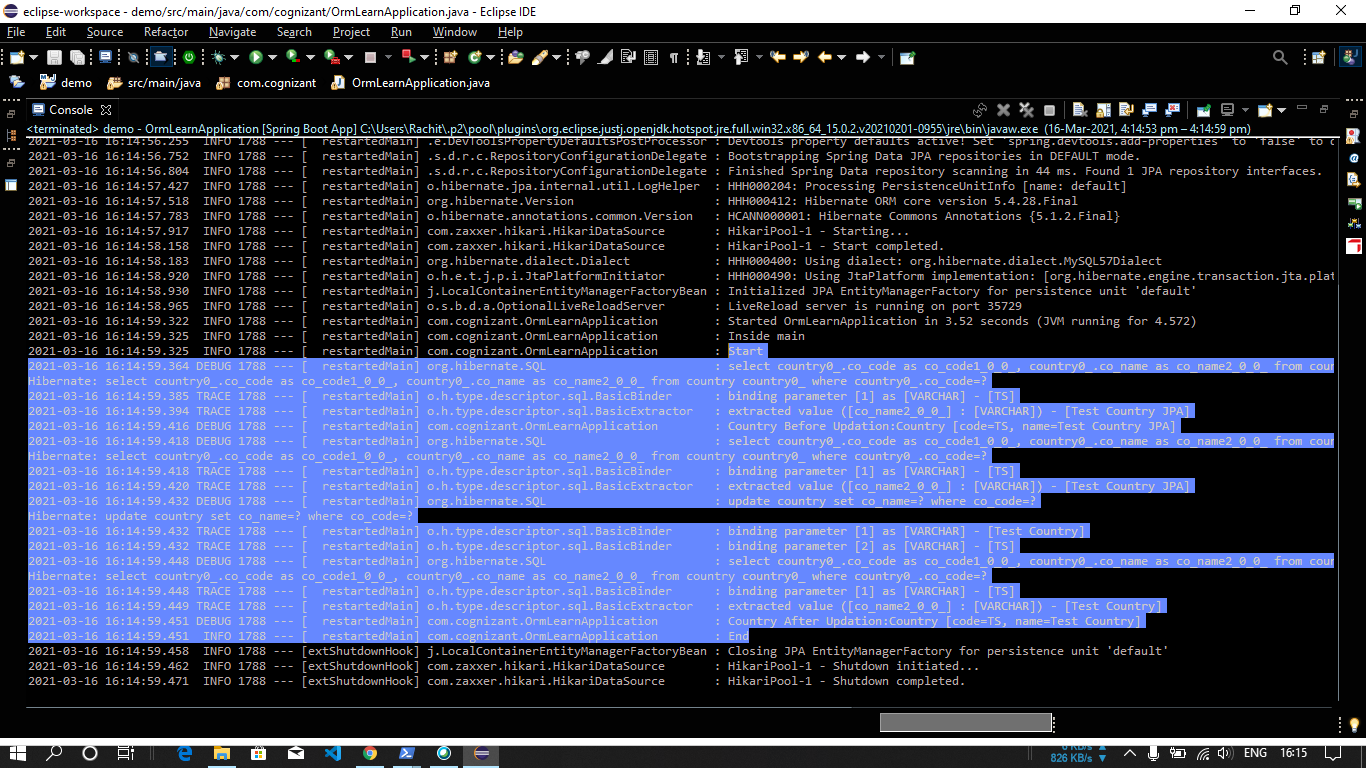 eclipse-workspace - demo/src/main/java/com/cognizant/OrmLearnApplication.java - Eclipse IDE
File Edit Source Refactor Navigate Search Project Run Window Help
demo src/main/java com.cognizant OrmLearnApplication.java
Console
<terminated> demo - OrmLearnApplication [Spring Boot App] C:\Users\Rachit\.p2\pool\plugins\org.eclipse.justj.openjdk.hotspot.jre.full.win32.x86_64_15.0.2.v20210201-0955\jre\bin\javaw.exe (16-Mar-2021, 4:14:53 pm – 4:14:59 pm)
2021-03-16 16:14:56.255  INFO 1788 --- [  restartedMain] .e.DevToolsPropertyDefaultsPostProcessor : Devtools property defaults active! Set 'spring.devtools.add-properties' to 'false' to d
2021-03-16 16:14:56.752  INFO 1788 --- [  restartedMain] .s.d.r.c.RepositoryConfigurationDelegate : Bootstrapping Spring Data JPA repositories in DEFAULT mode.
2021-03-16 16:14:56.804  INFO 1788 --- [  restartedMain] .s.d.r.c.RepositoryConfigurationDelegate : Finished Spring Data repository scanning in 44 ms. Found 1 JPA repository interfaces.
2021-03-16 16:14:57.427  INFO 1788 --- [  restartedMain] o.hibernate.jpa.internal.util.LogHelper  : HHH000204: Processing PersistenceUnitInfo [name: default]
2021-03-16 16:14:57.518  INFO 1788 --- [  restartedMain] org.hibernate.Version                    : HHH000412: Hibernate ORM core version 5.4.28.Final
2021-03-16 16:14:57.783  INFO 1788 --- [  restartedMain] o.hibernate.annotations.common.Version   : HCANN000001: Hibernate Commons Annotations {5.1.2.Final}
2021-03-16 16:14:57.917  INFO 1788 --- [  restartedMain] com.zaxxer.hikari.HikariDataSource       : HikariPool-1 - Starting...
2021-03-16 16:14:58.158  INFO 1788 --- [  restartedMain] com.zaxxer.hikari.HikariDataSource       : HikariPool-1 - Start completed.
2021-03-16 16:14:58.183  INFO 1788 --- [  restartedMain] org.hibernate.dialect.Dialect            : HHH000400: Using dialect: org.hibernate.dialect.MySQL57Dialect
2021-03-16 16:14:58.920  INFO 1788 --- [  restartedMain] o.h.e.t.j.p.i.JtaPlatformInitiator       : HHH000490: Using JtaPlatform implementation: [org.hibernate.engine.transaction.jta.plat
2021-03-16 16:14:58.930  INFO 1788 --- [  restartedMain] j.LocalContainerEntityManagerFactoryBean : Initialized JPA EntityManagerFactory for persistence unit 'default'
2021-03-16 16:14:58.965  INFO 1788 --- [  restartedMain] o.s.b.d.a.OptionalLiveReloadServer       : LiveReload server is running on port 35729
2021-03-16 16:14:59.322  INFO 1788 --- [  restartedMain] com.cognizant.OrmLearnApplication        : Started OrmLearnApplication in 3.52 seconds (JVM running for 4.572)
2021-03-16 16:14:59.325  INFO 1788 --- [  restartedMain] com.cognizant.OrmLearnApplication        : Inside main
2021-03-16 16:14:59.325  INFO 1788 --- [  restartedMain] com.cognizant.OrmLearnApplication        : Start
2021-03-16 16:14:59.364 DEBUG 1788 --- [  restartedMain] org.hibernate.SQL                        : select country0_.co_code as co_code1_0_0_, country0_.co_name as co_name2_0_0_ from cour
Hibernate: select country0_.co_code as co_code1_0_0_, country0_.co_name as co_name2_0_0_ from country country0_ where country0_.co_code=?
2021-03-16 16:14:59.385 TRACE 1788 --- [  restartedMain] o.h.type.descriptor.sql.BasicBinder      : binding parameter [1] as [VARCHAR] - [TS]
2021-03-16 16:14:59.394 TRACE 1788 --- [  restartedMain] o.h.type.descriptor.sql.BasicExtractor   : extracted value ([co_name2_0_0_] : [VARCHAR]) - [Test Country JPA]
2021-03-16 16:14:59.416 DEBUG 1788 --- [  restartedMain] com.cognizant.OrmLearnApplication        : Country Before Updation:Country [code=TS, name=Test Country JPA]
2021-03-16 16:14:59.418 DEBUG 1788 --- [  restartedMain] org.hibernate.SQL                        : select country0_.co_code as co_code1_0_0_, country0_.co_name as co_name2_0_0_ from cour
Hibernate: select country0_.co_code as co_code1_0_0_, country0_.co_name as co_name2_0_0_ from country country0_ where country0_.co_code=?
2021-03-16 16:14:59.418 TRACE 1788 --- [  restartedMain] o.h.type.descriptor.sql.BasicBinder      : binding parameter [1] as [VARCHAR] - [TS]
2021-03-16 16:14:59.420 TRACE 1788 --- [  restartedMain] o.h.type.descriptor.sql.BasicExtractor   : extracted value ([co_name2_0_0_] : [VARCHAR]) - [Test Country JPA]
2021-03-16 16:14:59.432 DEBUG 1788 --- [  restartedMain] org.hibernate.SQL                        : update country set co_name=? where co_code=?
Hibernate: update country set co_name=? where co_code=?
2021-03-16 16:14:59.432 TRACE 1788 --- [  restartedMain] o.h.type.descriptor.sql.BasicBinder      : binding parameter [1] as [VARCHAR] - [Test Country]
2021-03-16 16:14:59.432 TRACE 1788 --- [  restartedMain] o.h.type.descriptor.sql.BasicBinder      : binding parameter [2] as [VARCHAR] - [TS]
2021-03-16 16:14:59.448 DEBUG 1788 --- [  restartedMain] org.hibernate.SQL                        : select country0_.co_code as co_code1_0_0_, country0_.co_name as co_name2_0_0_ from cour
Hibernate: select country0_.co_code as co_code1_0_0_, country0_.co_name as co_name2_0_0_ from country country0_ where country0_.co_code=?
2021-03-16 16:14:59.448 TRACE 1788 --- [  restartedMain] o.h.type.descriptor.sql.BasicBinder      : binding parameter [1] as [VARCHAR] - [TS]
2021-03-16 16:14:59.449 TRACE 1788 --- [  restartedMain] o.h.type.descriptor.sql.BasicExtractor   : extracted value ([co_name2_0_0_] : [VARCHAR]) - [Test Country]
2021-03-16 16:14:59.451 DEBUG 1788 --- [  restartedMain] com.cognizant.OrmLearnApplication        : Country After Updation:Country [code=TS, name=Test Country]
2021-03-16 16:14:59.451  INFO 1788 --- [  restartedMain] com.cognizant.OrmLearnApplication        : End
2021-03-16 16:14:59.458  INFO 1788 --- [extShutdownHook] j.LocalContainerEntityManagerFactoryBean : Closing JPA EntityManagerFactory for persistence unit 'default'
2021-03-16 16:14:59.462  INFO 1788 --- [extShutdownHook] com.zaxxer.hikari.HikariDataSource       : HikariPool-1 - Shutdown initiated...
2021-03-16 16:14:59.471  INFO 1788 --- [extShutdownHook] com.zaxxer.hikari.HikariDataSource       : HikariPool-1 - Shutdown completed.
826 KB/s ENG 16:15